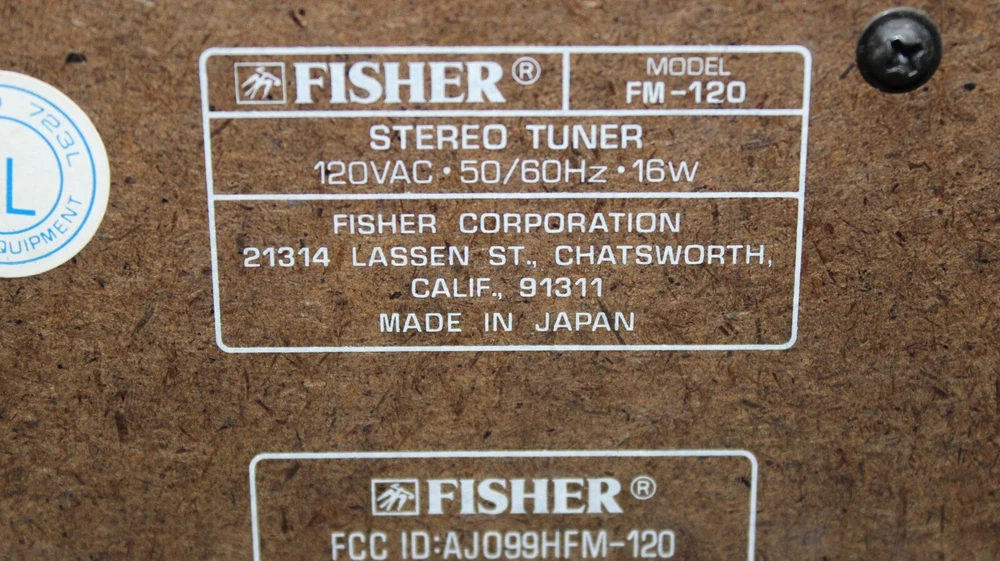 FISHER®
MODEL
FM-120
STEREO TUNER
120VAC · 50/60Hz · 16W
FISHER CORPORATION
21314 LASSEN ST., CHATSWORTH,
CALIF., 91311
MADE IN JAPAN
723L
L
FISHER®
FCC ID:AJO99HFM-120